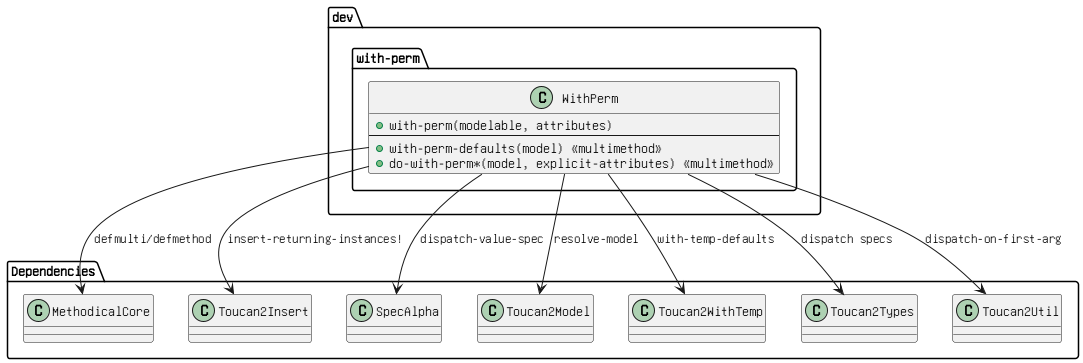 dev
with-perm
C WithPerm
with-perm(modelable, attributes)
with-perm-defaults(model) «multimethod»
do-with-perm*(model, explicit-attributes) «multimethod»
defmulti/defmethod
insert-returning-instances!
dispatch-value-spec
resolve-model
with-temp-defaults
dispatch specs
dispatch-on-first-arg
Dependencies
C MethodicalCore
C Toucan2Insert
C SpecAlpha
C Toucan2Model
C Toucan2WithTemp
C Toucan2Types
C Toucan2Util